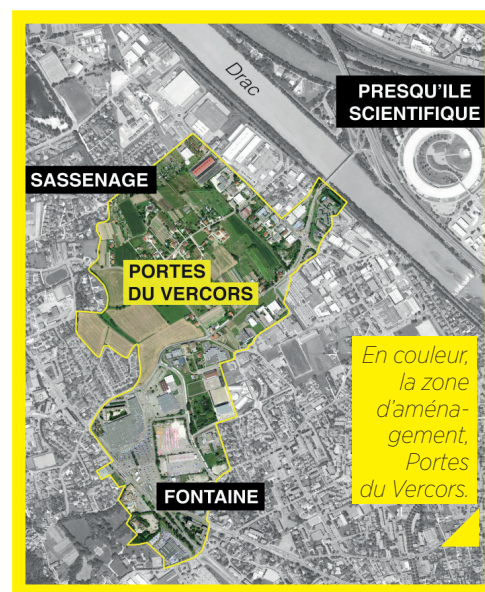 Drac
PRESQU'ILE
SCIENTIFIQUE
SASSENAGE
PORTES
DU VERCORS
En couleur,
la zone
d'aména-
gement,
Portes
du Vercors.
FONTAINE